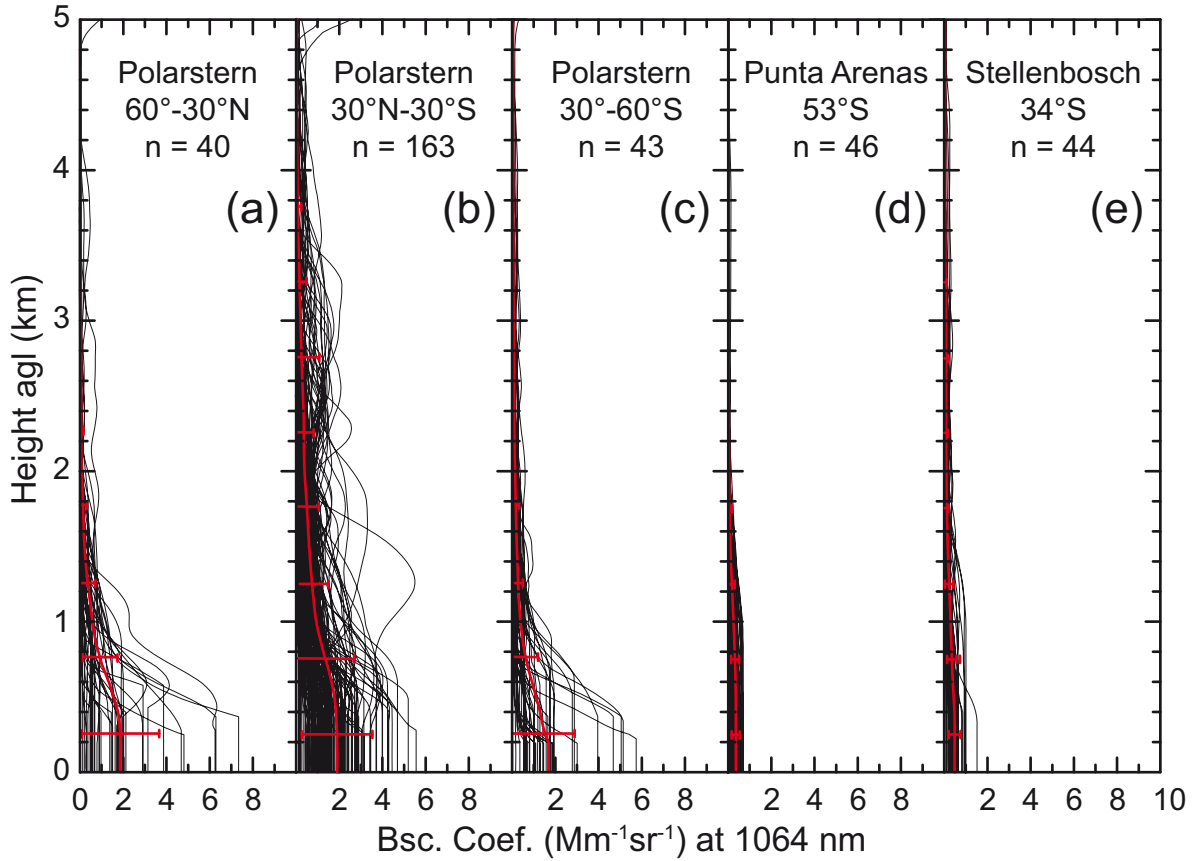 5
4
3
2
1
0
Height agl (km)
Polarstern
60°-30°N
n = 40
(a)
Polarstern
30°N-30°S
n = 163
(b)
Polarstern
30°-60°S
n = 43
(c)
Punta Arenas
53°S
n = 46
(d)
Stellenbosch
34°S
n = 44
(e)
0 2 4 6 8 2 4 6 8 2 4 6 8 2 4 6 8 2 4 6 8 10
Bsc. Coef. (Mm⁻¹sr⁻¹) at 1064 nm